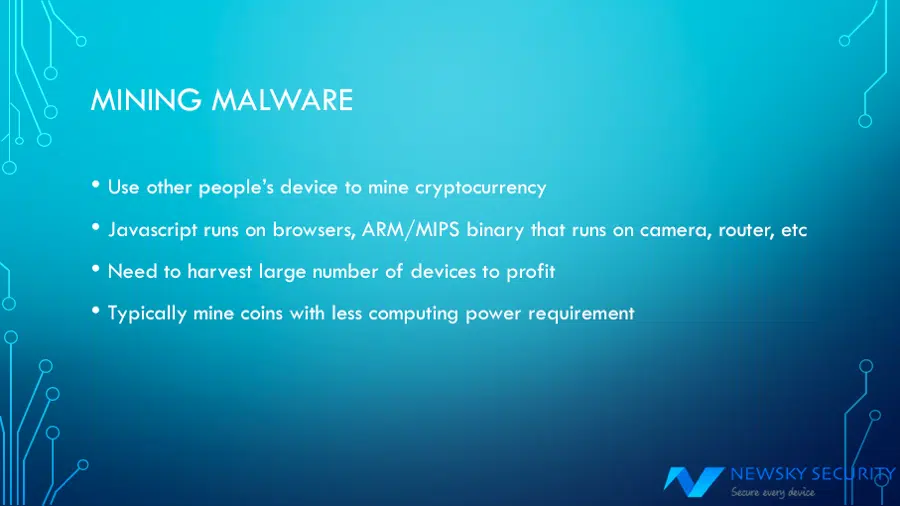 MINING MALWARE
• Use other people's device to mine cryptocurrency
• Javascript runs on browsers, ARM/MIPS binary that runs on camera, router, etc
• Need to harvest large number of devices to profit
• Typically mine coins with less computing power requirement
NEWSKY SECURITY
Secure every device